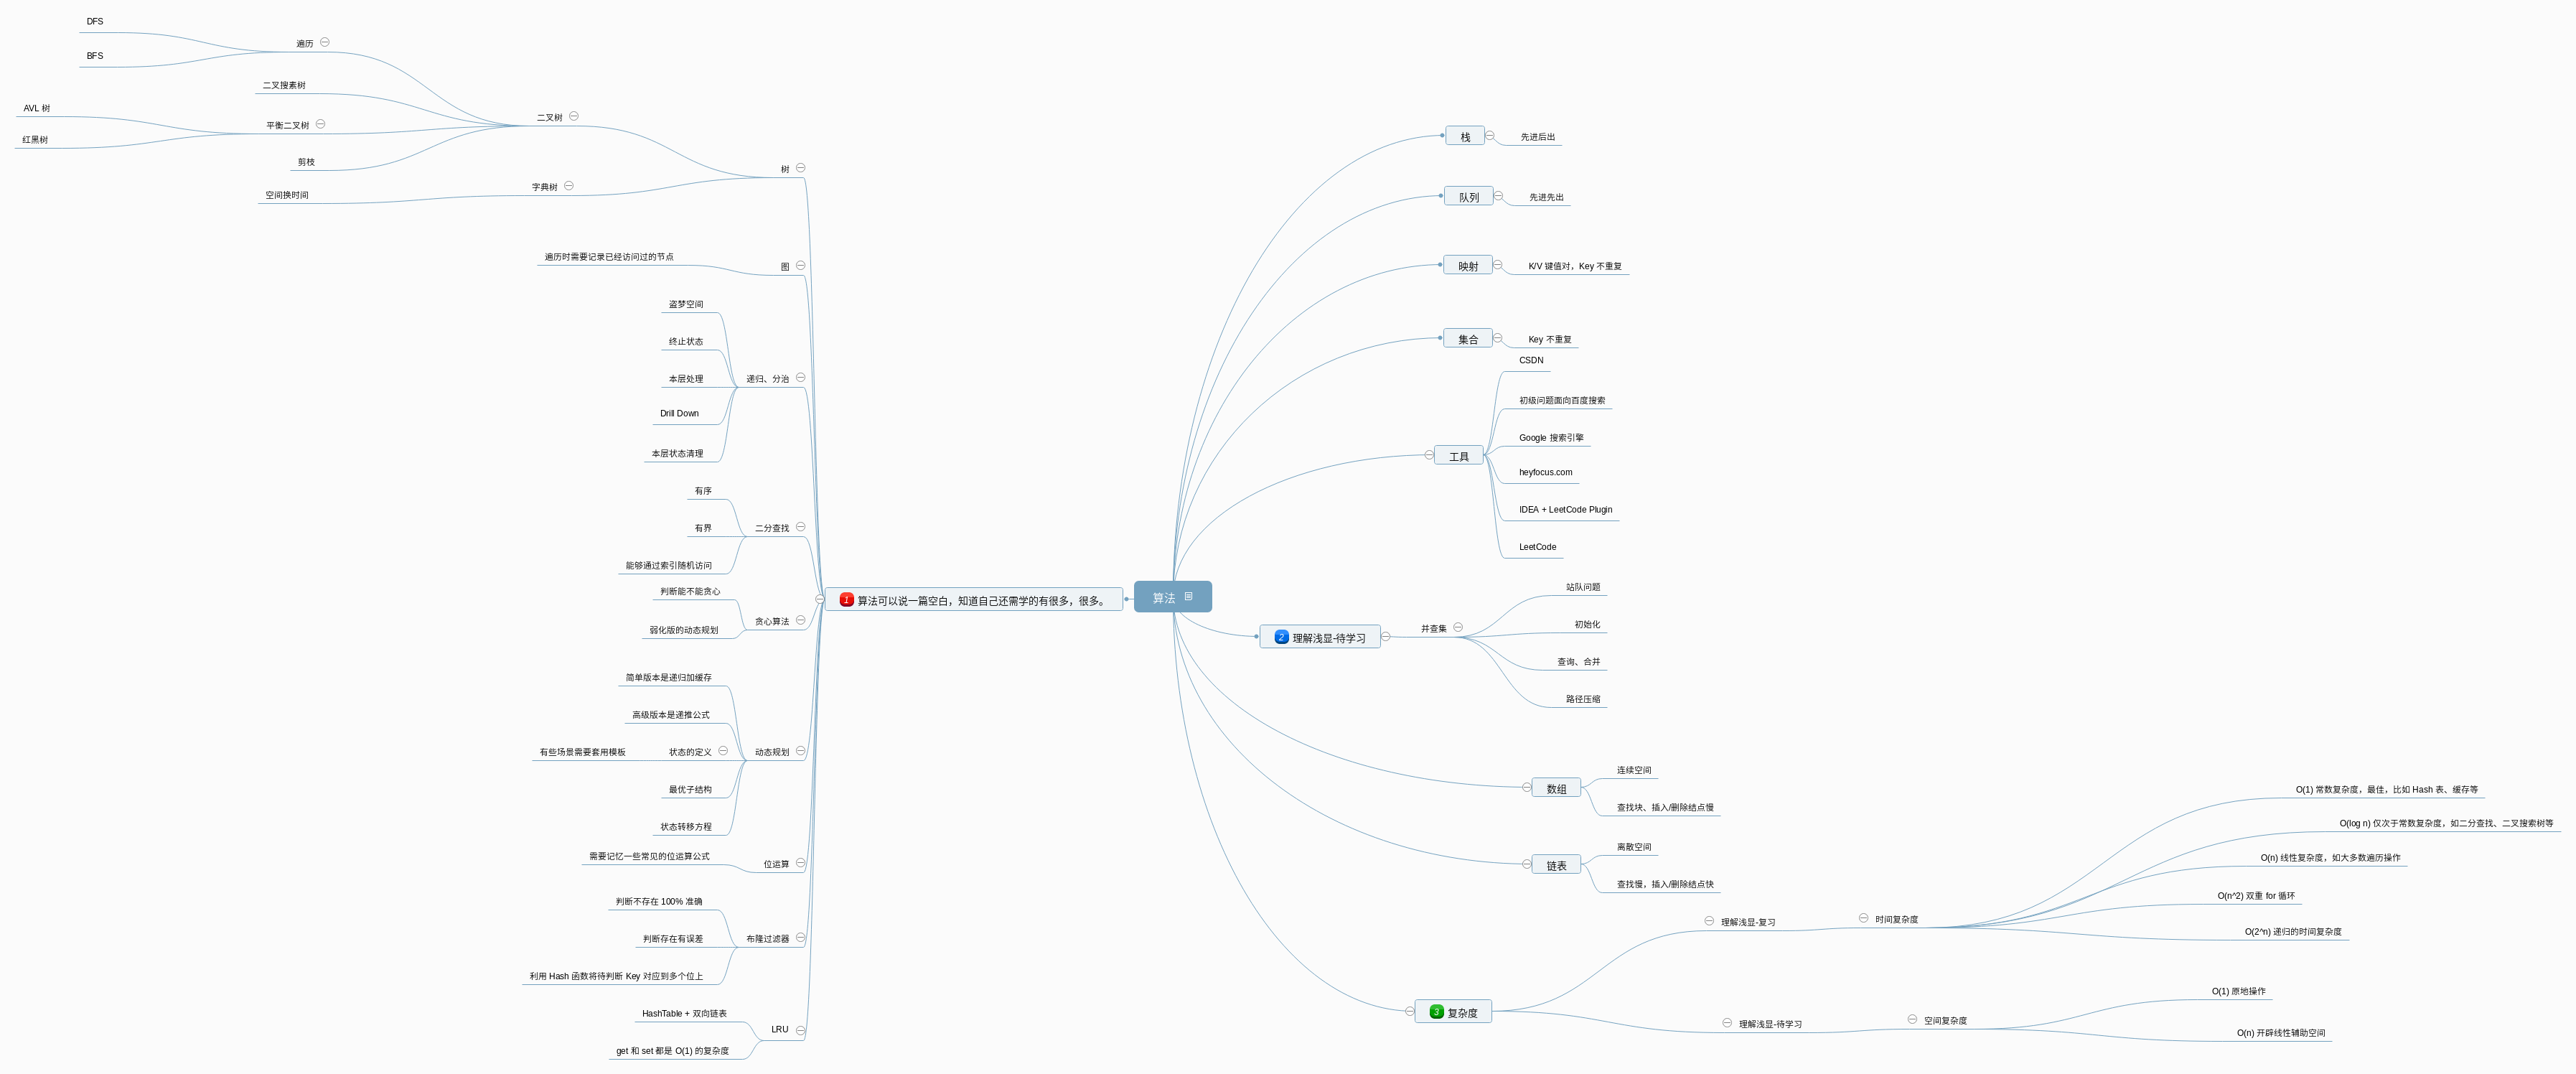 算法
1 算法可以说一篇空白，知道自己还需学的有很多，很多。
树
二叉树
遍历
DFS
BFS
二叉搜素树
平衡二叉树
AVL 树
红黑树
剪枝
字典树
空间换时间
图
遍历时需要记录已经访问过的节点
递归、分治
盗梦空间
终止状态
本层处理
Drill Down
本层状态清理
二分查找
有序
有界
能够通过索引随机访问
贪心算法
判断能不能贪心
弱化版的动态规划
动态规划
简单版本是递归加缓存
高级版本是递推公式
状态的定义
有些场景需要套用模板
最优子结构
状态转移方程
位运算
需要记忆一些常见的位运算公式
布隆过滤器
判断不存在 100% 准确
判断存在有误差
利用 Hash 函数将待判断 Key 对应到多个位上
LRU
HashTable + 双向链表
get 和 set 都是 O(1) 的复杂度
栈
先进后出
队列
先进先出
映射
K/V 键值对，Key 不重复
集合
Key 不重复
工具
CSDN
初级问题面向百度搜索
Google 搜索引擎
heyfocus.com
IDEA + LeetCode Plugin
LeetCode
2 理解浅显-待学习
并查集
站队问题
初始化
查询、合并
路径压缩
数组
连续空间
查找块、插入/删除结点慢
链表
离散空间
查找慢，插入/删除结点快
3 复杂度
理解浅显-复习
时间复杂度
O(1) 常数复杂度，最佳，比如 Hash 表、缓存等
O(log n) 仅次于常数复杂度，如二分查找、二叉搜索树等
O(n) 线性复杂度，如大多数遍历操作
O(n^2) 双重 for 循环
O(2^n) 递归的时间复杂度
理解浅显-待学习
空间复杂度
O(1) 原地操作
O(n) 开辟线性辅助空间